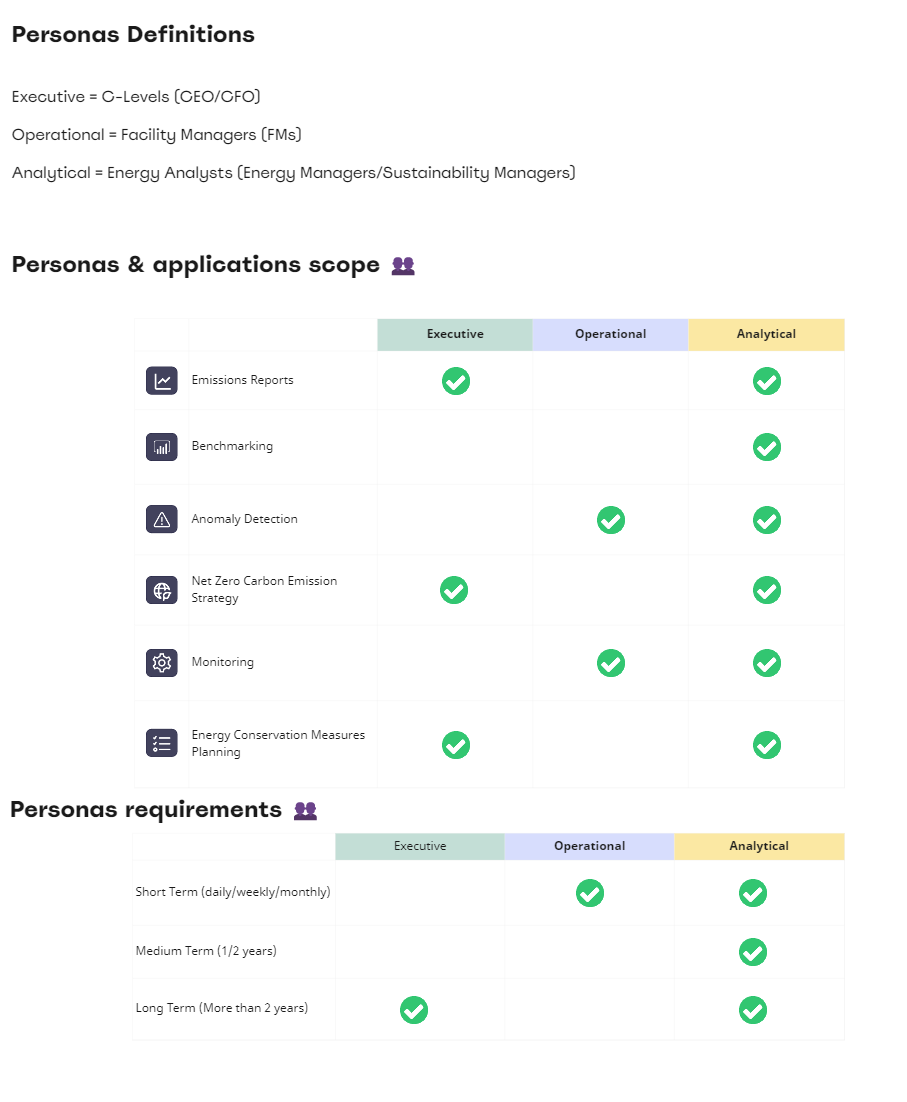 Personas Definitions
Executive = C-Levels (CEO/CFO)
Operational = Facility Managers (FMs)
Analytical = Energy Analysts (Energy Managers/Sustainability Managers)
Personas & applications scope
Executive Operational Analytical
Emissions Reports
Benchmarking
Anomaly Detection
Net Zero Carbon Emission
Strategy
Monitoring
Energy Conservation Measures
Planning
Personas requirements
Executive Operational Analytical
Short Term (daily/weekly/monthly)
Medium Term (1/2 years)
Long Term (More than 2 years)